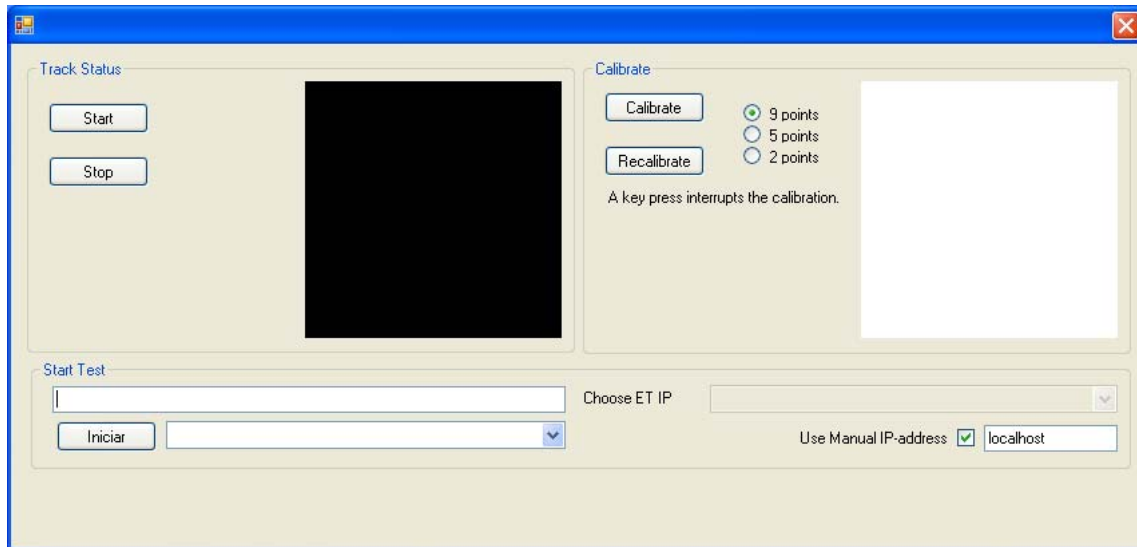 Track Status
Start
Stop
Calibrate
Calibrate
Recalibrate
9 points
5 points
2 points
A key press interrupts the calibration.
Start Test
Choose ET IP
Iniciar
Use Manual IP-address
localhost